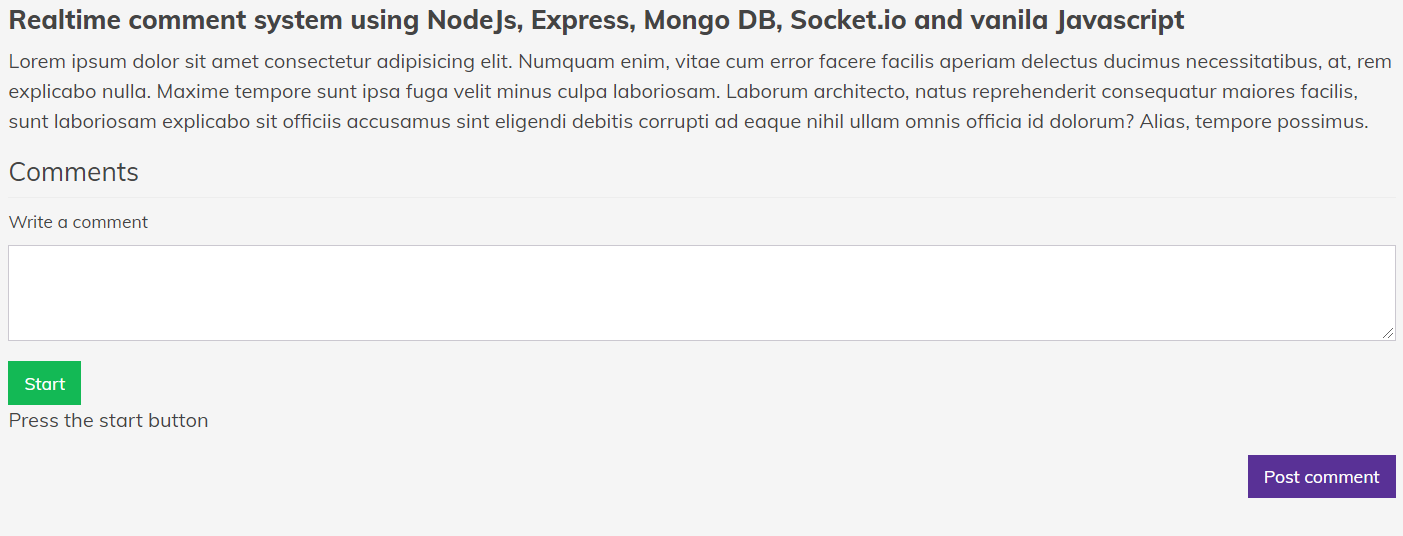 Realtime comment system using NodeJs, Express, Mongo DB, Socket.io and vanila Javascript
Lorem ipsum dolor sit amet consectetur adipisicing elit. Numquam enim, vitae cum error facere facilis aperiam delectus ducimus necessitatibus, at, rem
explicabo nulla. Maxime tempore sunt ipsa fuga velit minus culpa laboriosam. Laborum architecto, natus reprehenderit consequatur maiores facilis,
sunt laboriosam explicabo sit officiis accusamus sint eligendi debitis corrupti ad eaque nihil ullam omnis officia id dolorum? Alias, tempore possimus.
Comments
Write a comment
Start
Press the start button
Post comment